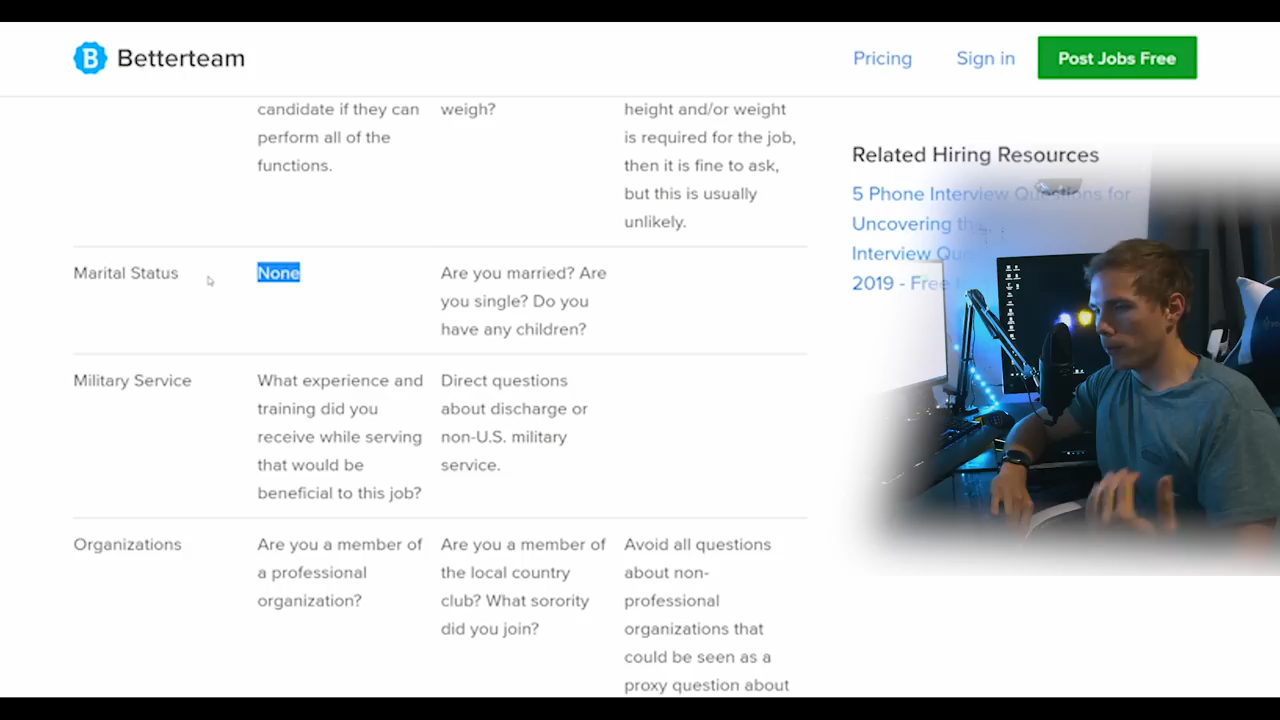 Betterteam
Pricing
Sign in
Post Jobs Free
candidate if they can
perform all of the
functions.
weigh?
height and/or weight
is required for the job,
then it is fine to ask,
but this is usually
unlikely.
Marital Status
None
Are you married? Are
you single? Do you
have any children?
Military Service
What experience and
training did you
receive while serving
that would be
beneficial to this job?
Direct questions
about discharge or
non-U.S. military
service.
Organizations
Are you a member of
a professional
organization?
Are you a member of
the local country
club? What sorority
did you join?
Avoid all questions
about non-
professional
organizations that
could be seen as a
proxy question about
Related Hiring Resources
5 Phone Interview Questions for
Uncovering
Interview
2019 - Free